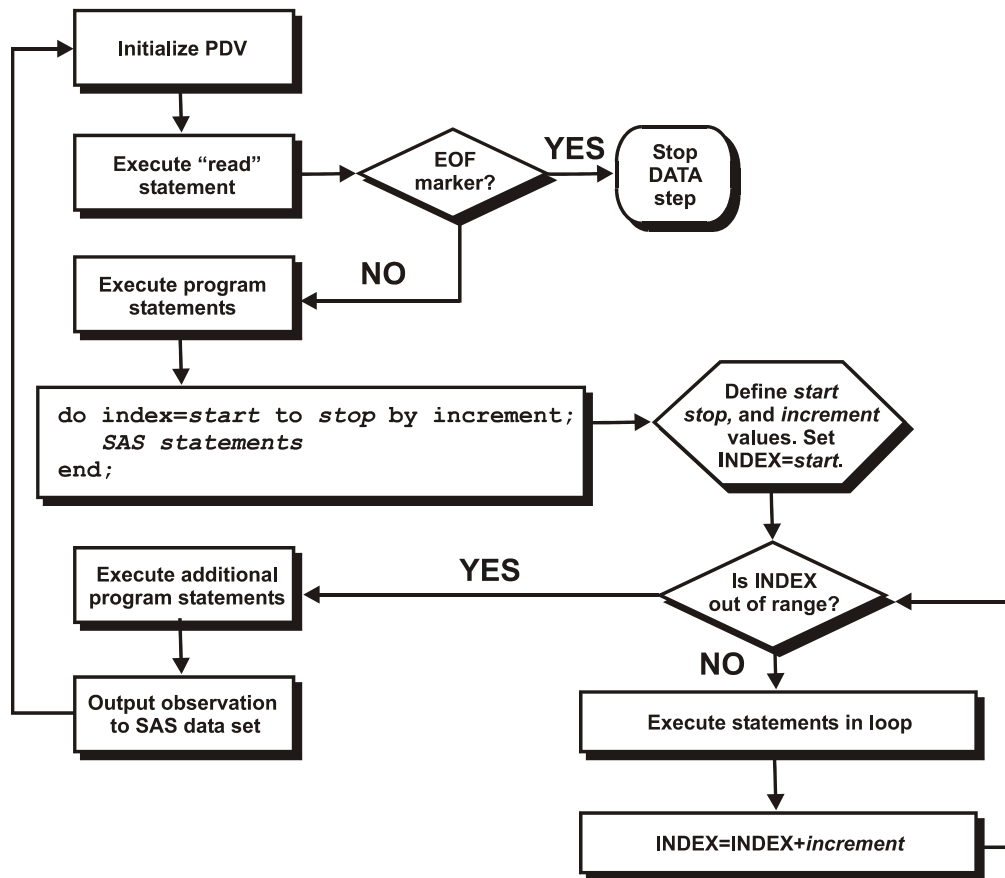 Initialize PDV
Execute “read”
statement
EOF
marker?
YES
Stop
DATA
step
NO
Execute program
statements
do index=start to stop by increment;
SAS statements
end;
Define start
stop, and increment
values. Set
INDEX=start.
Is INDEX
out of range?
YES
Execute additional
program statements
Output observation
to SAS data set
NO
Execute statements in loop
INDEX=INDEX+increment